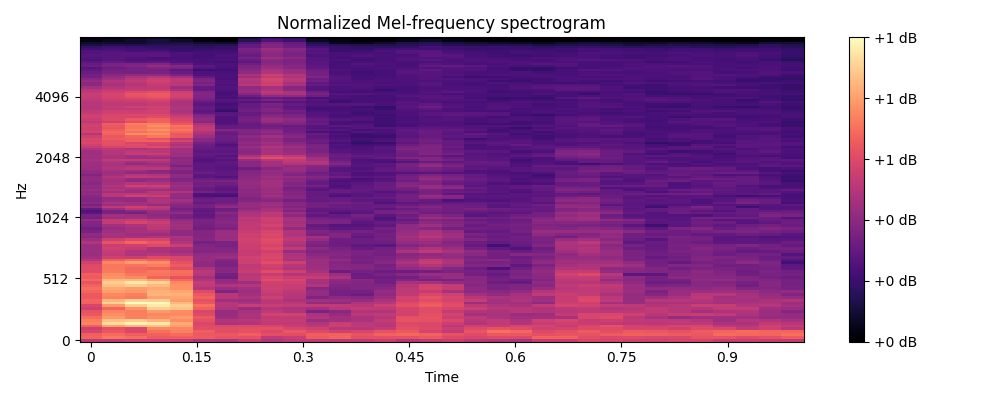 Normalized Mel-frequency spectrogram
Hz
4096
2048
1024
512
0
0 0.15 0.3 0.45 0.6 0.75 0.9
Time
+1 dB
+1 dB
+1 dB
+0 dB
+0 dB
+0 dB